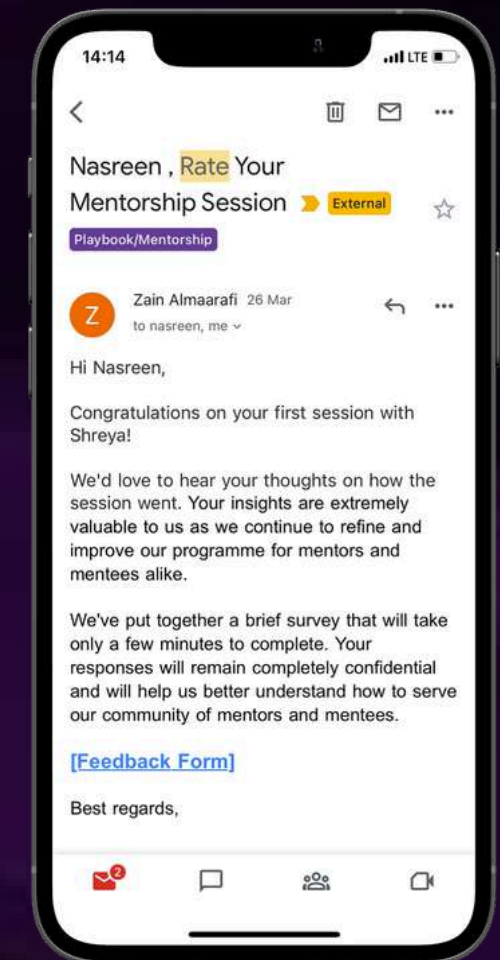 14:14
LTE
Nasreen , Rate Your
Mentorship Session External
Playbook/Mentorship
Z
Zain Almaarafi 26 Mar
to nasreen, me
Hi Nasreen,
Congratulations on your first session with
Shreya!
We'd love to hear your thoughts on how the
session went. Your insights are extremely
valuable to us as we continue to refine and
improve our programme for mentors and
mentees alike.
We've put together a brief survey that will take
only a few minutes to complete. Your
responses will remain completely confidential
and will help us better understand how to serve
our community of mentors and mentees.
[Feedback Form]
Best regards,
2